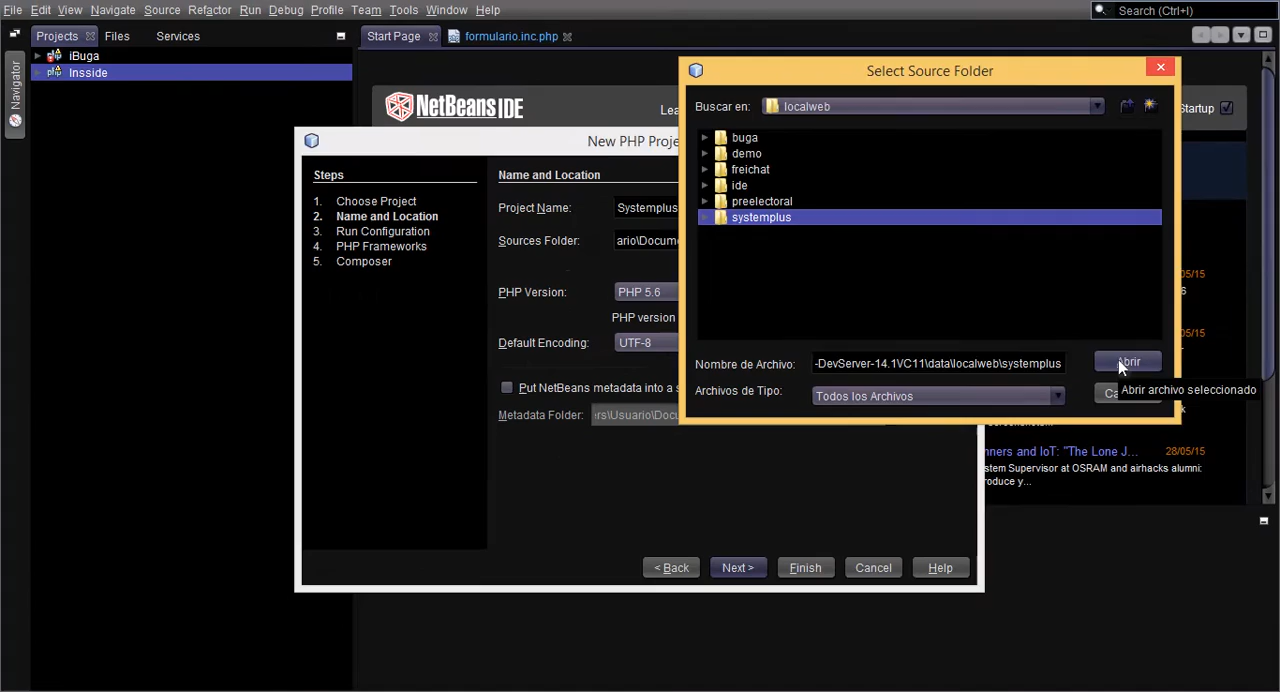 File Edit View Navigate Source Refactor Run Debug Profile Team Tools Window Help
Search (Ctrl+I)
Projects Files Services
Start Page formulario.inc.php
Navigator
iBuga
Insside
NetBeans IDE
Lea
Startup
New PHP Proje
Steps
1. Choose Project
2. Name and Location
3. Run Configuration
4. PHP Frameworks
5. Composer
Name and Location
Project Name: Systemplus
Sources Folder: ario\Docume
PHP Version: PHP 5.6
PHP version
Default Encoding: UTF-8
Put NetBeans metadata into a s
Metadata Folder: ers\Usuario\Docu
< Back Next > Finish Cancel Help
Select Source Folder
Buscar en: localweb
buga
demo
freichat
ide
preelectoral
systemplus
Nombre de Archivo: -DevServer-14.1VC11\data\localweb\systemplus
Abrir
Archivos de Tipo: Todos los Archivos
Ca
Abrir archivo seleccionado
05/15
05/15
nners and IoT: "The Lone J... 28/05/15
stem Supervisor at OSRAM and airhacks alumni:
roduce y...